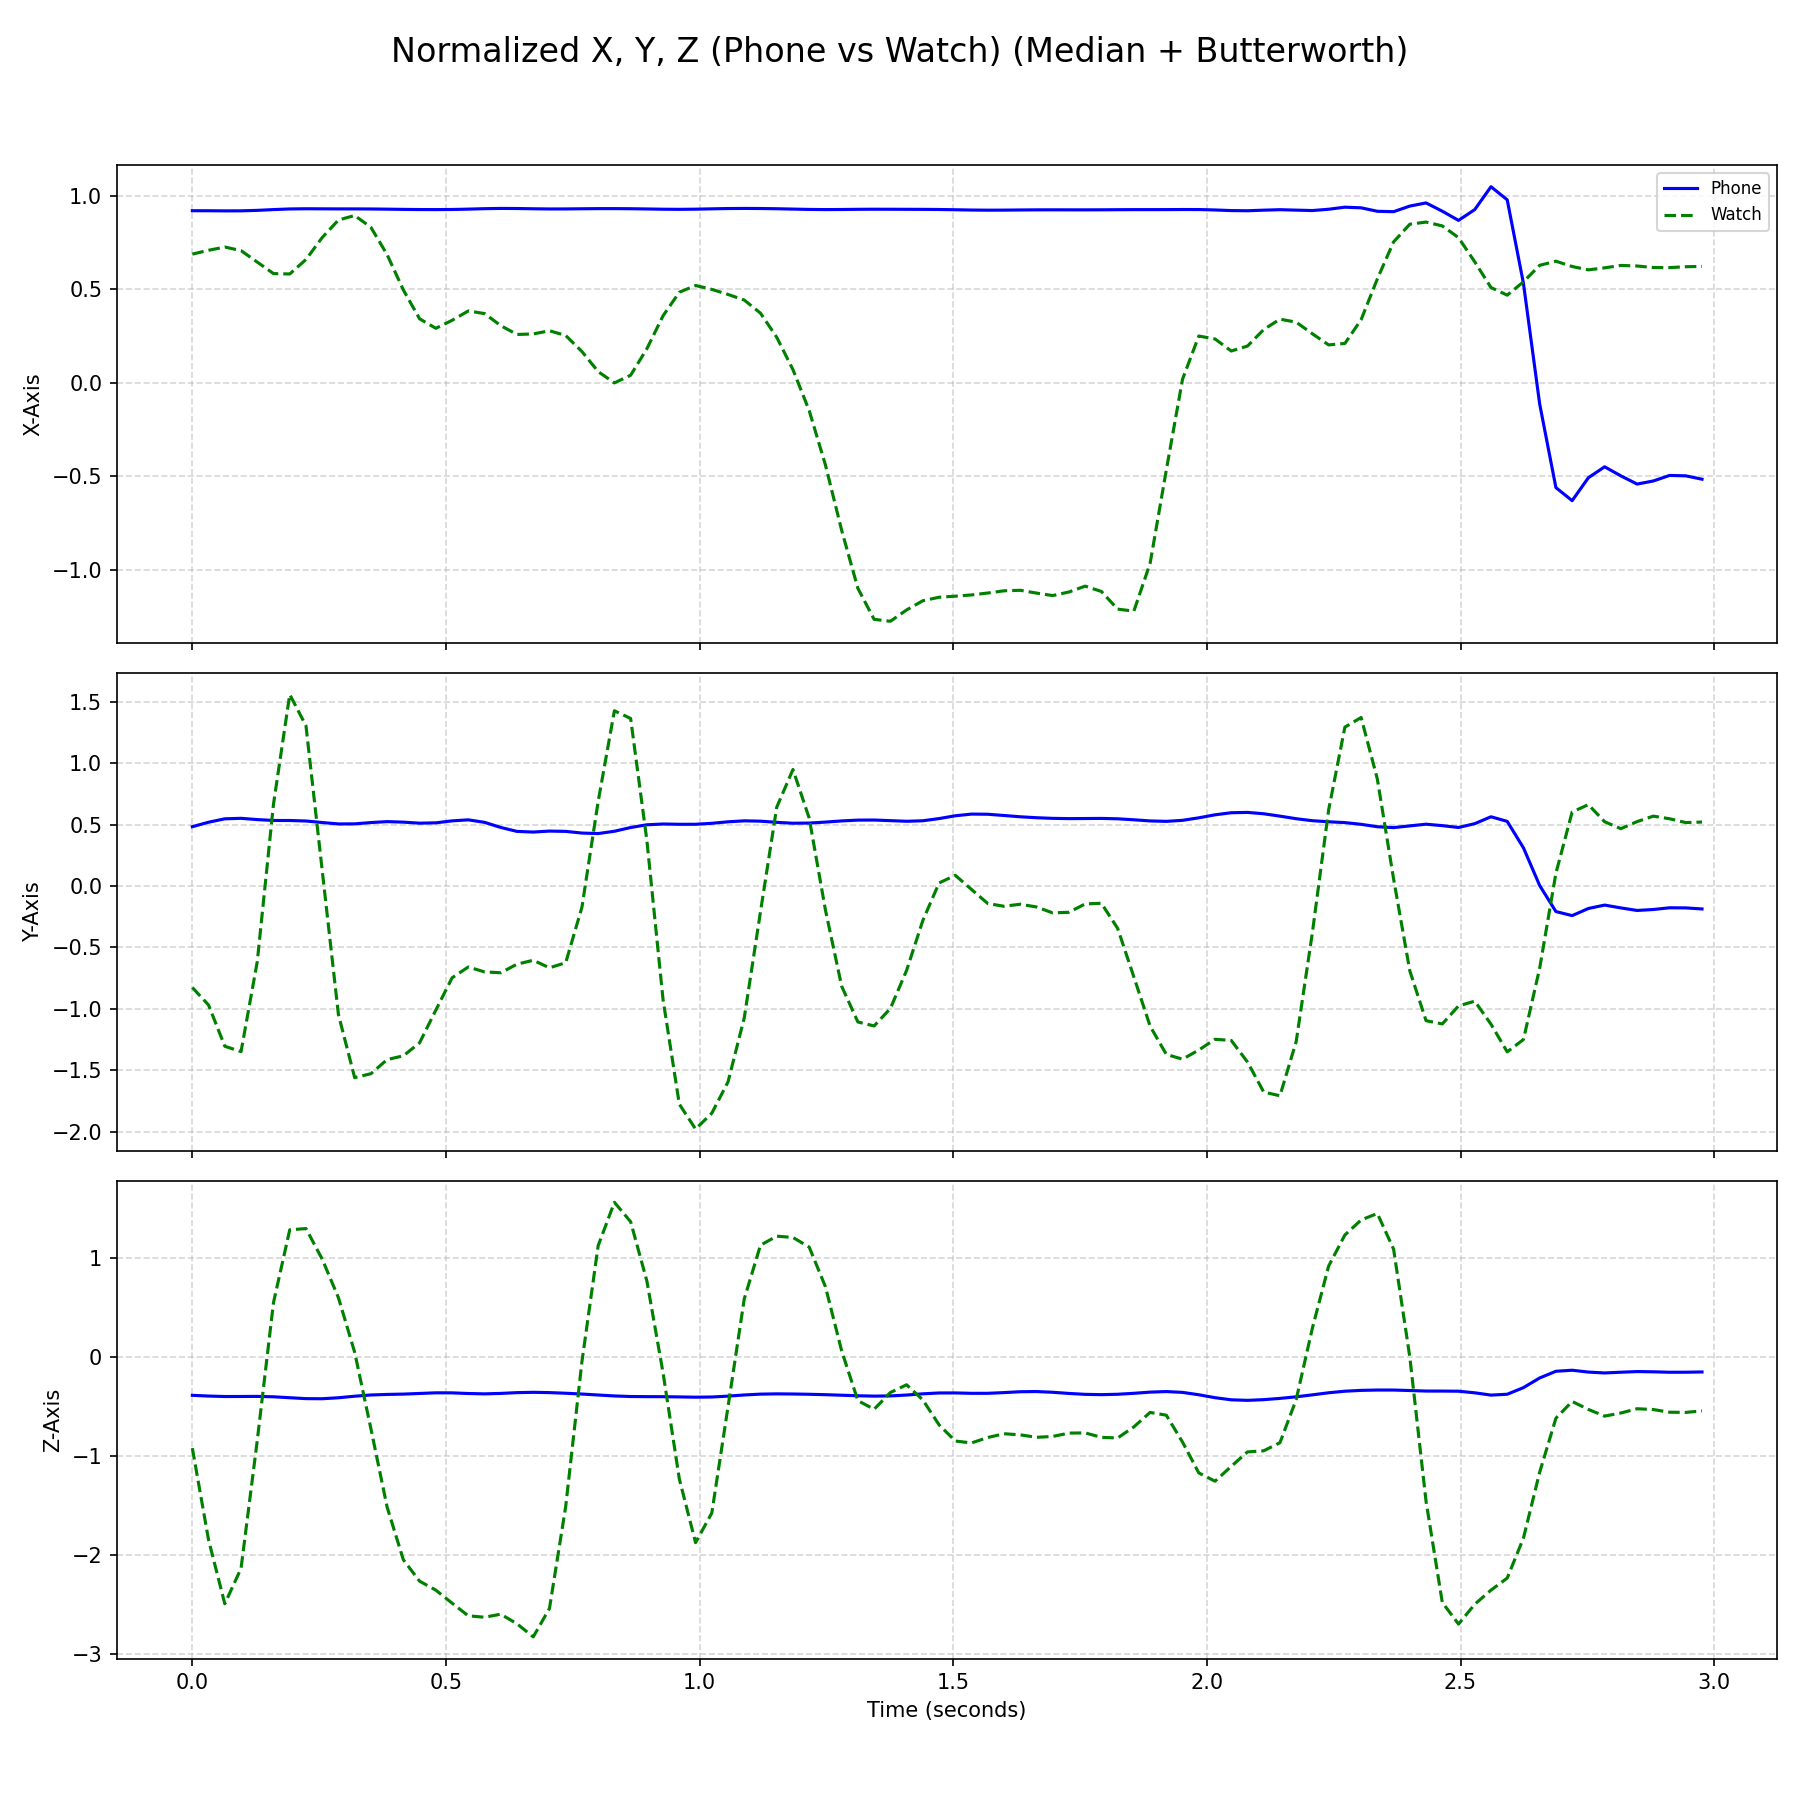 Normalized X, Y, Z (Phone vs Watch) (Median + Butterworth)
Phone
Watch
X-Axis
1.0
0.5
0.0
−0.5
−1.0
Y-Axis
1.5
1.0
0.5
0.0
−0.5
−1.0
−1.5
−2.0
Z-Axis
1
0
−1
−2
−3
0.0 0.5 1.0 1.5 2.0 2.5 3.0
Time (seconds)